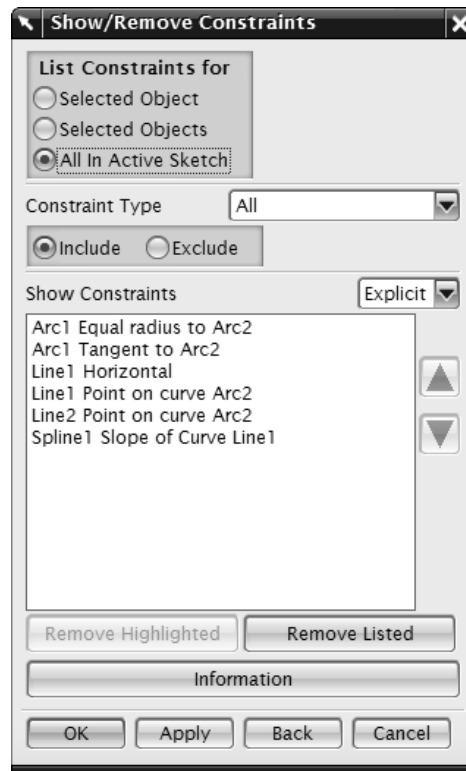 Show/Remove Constraints
List Constraints for
Selected Object
Selected Objects
All In Active Sketch
Constraint Type All
Include Exclude
Show Constraints Explicit
Arc1 Equal radius to Arc2
Arc1 Tangent to Arc2
Line1 Horizontal
Line1 Point on curve Arc2
Line2 Point on curve Arc2
Spline1 Slope of Curve Line1
Remove Highlighted Remove Listed
Information
OK Apply Back Cancel